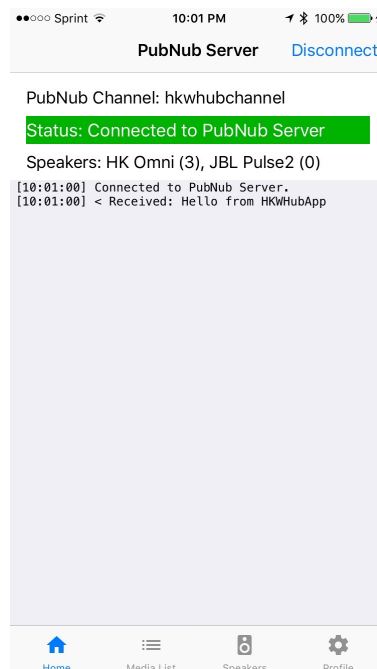 Sprint 10:01 PM 100%
PubNub Server Disconnect
PubNub Channel: hkwhubchannel
Status: Connected to PubNub Server
Speakers: HK Omni (3), JBL Pulse2 (0)
[10:01:00] Connected to PubNub Server.
[10:01:00] < Received: Hello from HKWHubApp
Home Media List Speakers Profile